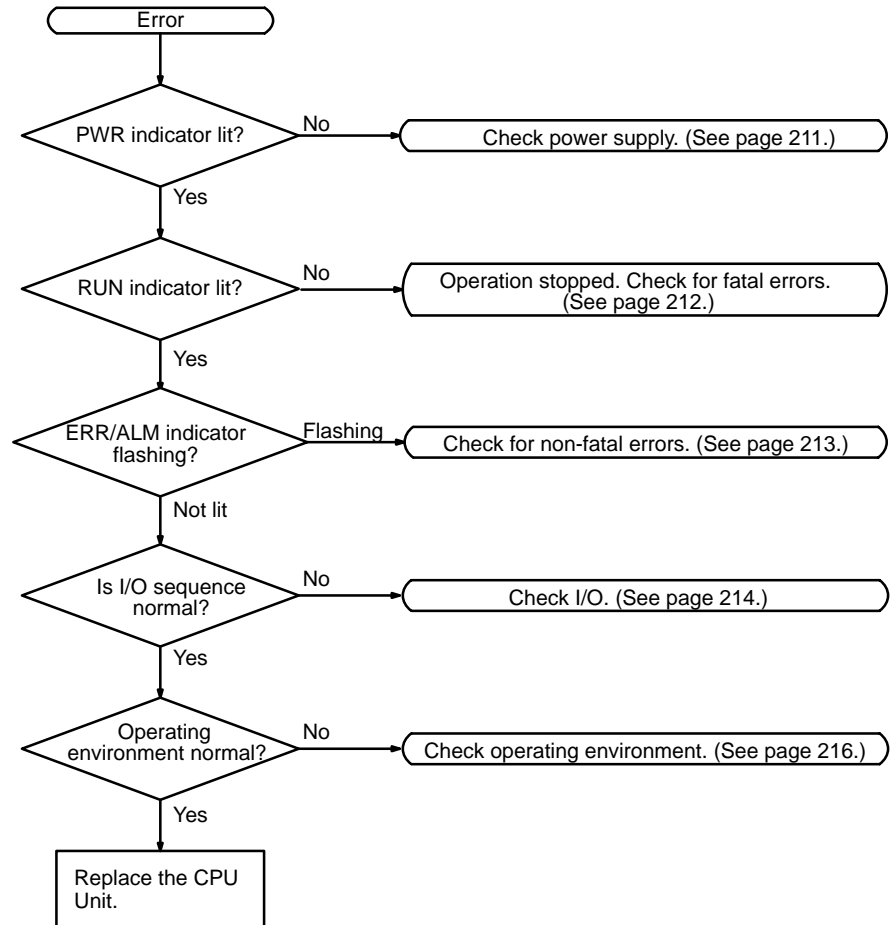 Error
PWR indicator lit?
No
Check power supply. (See page 211.)
Yes
RUN indicator lit?
No
Operation stopped. Check for fatal errors.
(See page 212.)
Yes
ERR/ALM indicator
flashing?
Flashing
Check for non-fatal errors. (See page 213.)
Not lit
Is I/O sequence
normal?
No
Check I/O. (See page 214.)
Yes
Operating
environment normal?
No
Check operating environment. (See page 216.)
Yes
Replace the CPU
Unit.